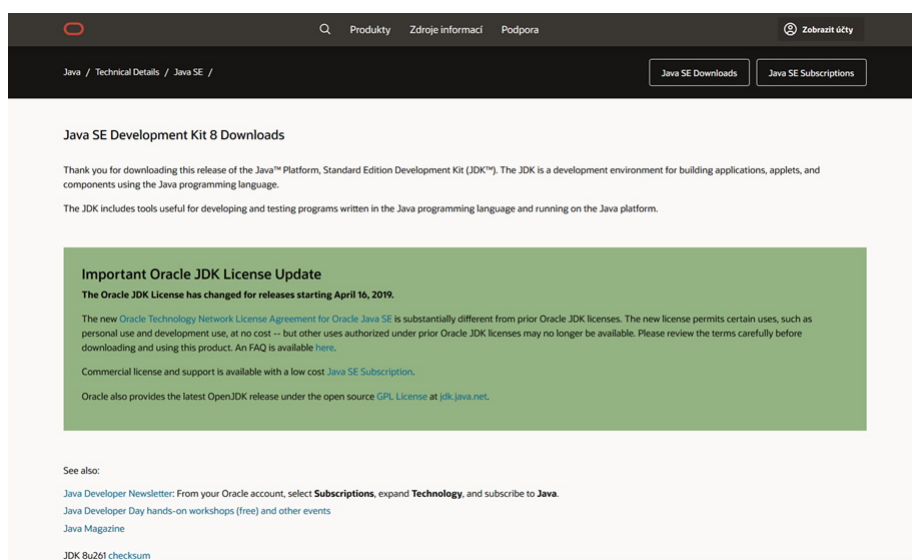 Produkty Zdroje informací Podpora Zobrazit účty
Java / Technical Details / Java SE / Java SE Downloads Java SE Subscriptions
Java SE Development Kit 8 Downloads
Thank you for downloading this release of the Java™ Platform, Standard Edition Development Kit (JDK™). The JDK is a development environment for building applications, applets, and
components using the Java programming language.
The JDK includes tools useful for developing and testing programs written in the Java programming language and running on the Java platform.
Important Oracle JDK License Update
The Oracle JDK License has changed for releases starting April 16, 2019.
The new Oracle Technology Network License Agreement for Oracle Java SE is substantially different from prior Oracle JDK licenses. The new license permits certain uses, such as
personal use and development use, at no cost -- but other uses authorized under prior Oracle JDK licenses may no longer be available. Please review the terms carefully before
downloading and using this product. An FAQ is available here.
Commercial license and support is available with a low cost Java SE Subscription.
Oracle also provides the latest OpenJDK release under the open source GPL License at jdk.java.net.
See also:
Java Developer Newsletter: From your Oracle account, select Subscriptions, expand Technology, and subscribe to Java.
Java Developer Day hands-on workshops (free) and other events
Java Magazine
JDK 8u261 checksum